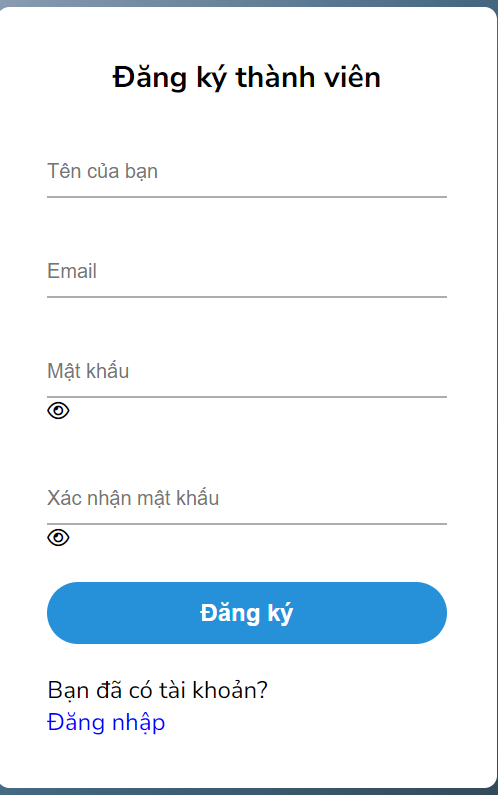 Đăng ký thành viên
Tên của bạn
Email
Mật khẩu
Xác nhận mật khẩu
Đăng ký
Bạn đã có tài khoản?
Đăng nhập